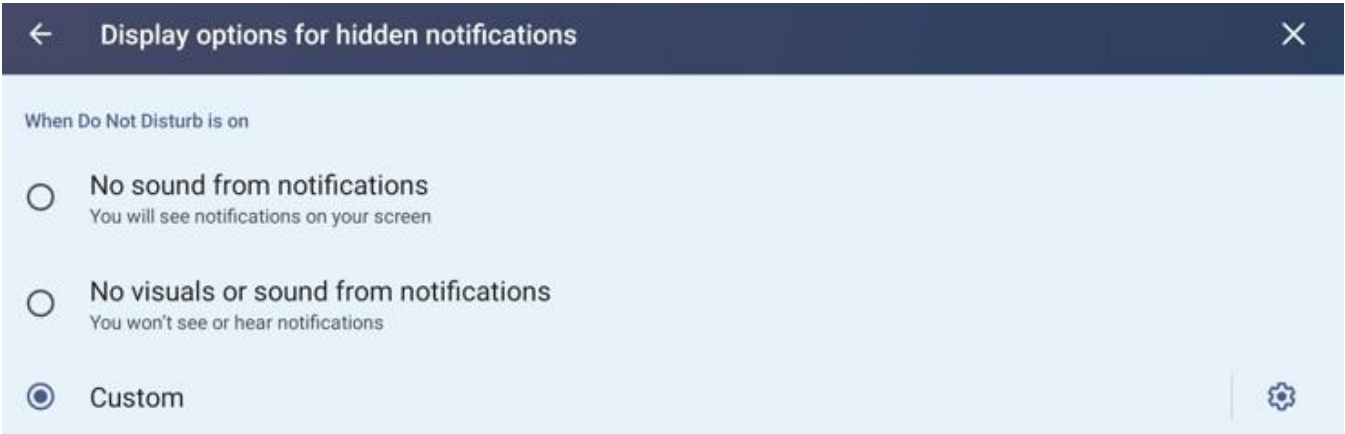 Display options for hidden notifications
When Do Not Disturb is on
No sound from notifications
You will see notifications on your screen
No visuals or sound from notifications
You won't see or hear notifications
Custom